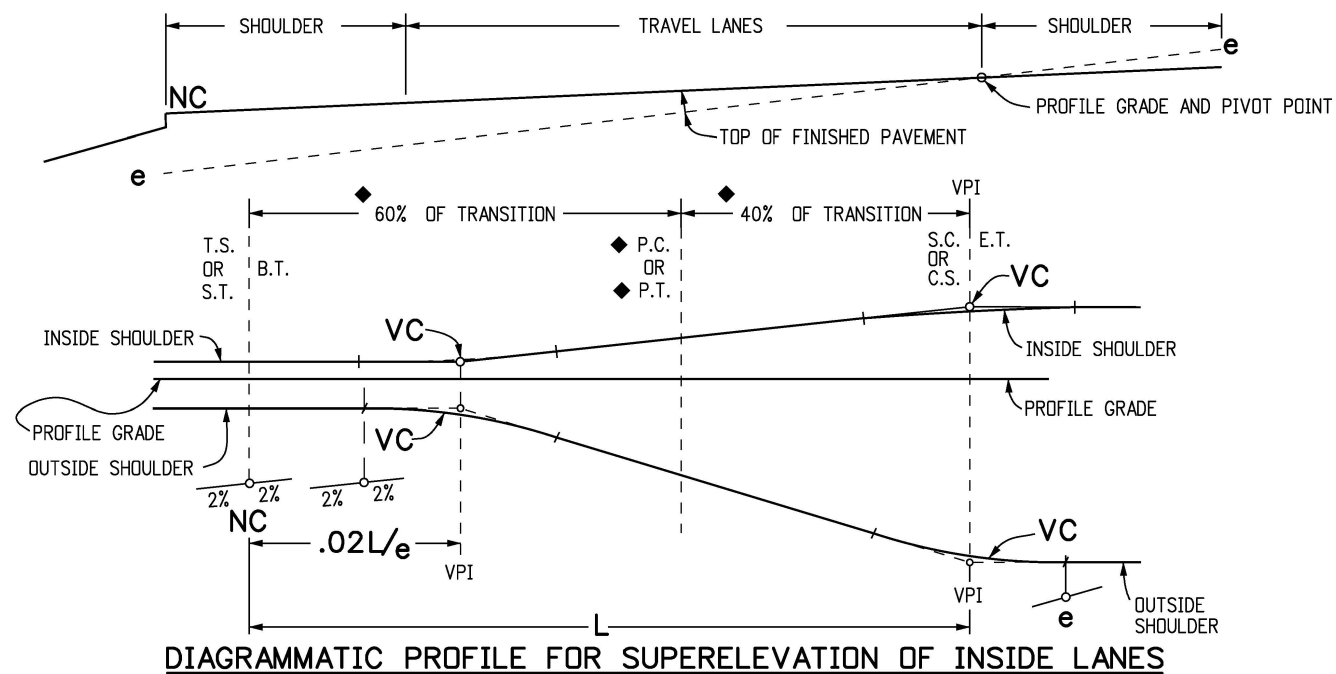 SHOULDER
TRAVEL LANES
SHOULDER
e
NC
PROFILE GRADE AND PIVOT POINT
TOP OF FINISHED PAVEMENT
e
VPI
60% OF TRANSITION
40% OF TRANSITION
T.S.
OR
S.T.
B.T.
P.C.
OR
P.T.
S.C.
OR
C.S.
E.T.
VC
VC
INSIDE SHOULDER
INSIDE SHOULDER
PROFILE GRADE
PROFILE GRADE
VC
OUTSIDE SHOULDER
2% 2%
2% 2%
NC
.02L/e
VPI
VC
VPI
e
OUTSIDE
SHOULDER
L
DIAGRAMMATIC PROFILE FOR SUPERELEVATION OF INSIDE LANES